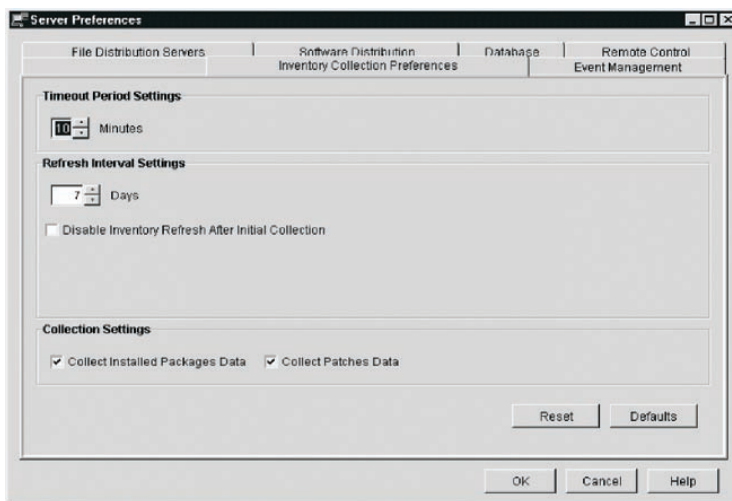 Server Preferences
File Distribution Servers
Software Distribution
Database
Remote Control
Inventory Collection Preferences
Event Management
Timeout Period Settings
10 Minutes
Refresh Interval Settings
7 Days
Disable Inventory Refresh After Initial Collection
Collection Settings
Collect Installed Packages Data
Collect Patches Data
Reset
Defaults
OK
Cancel
Help